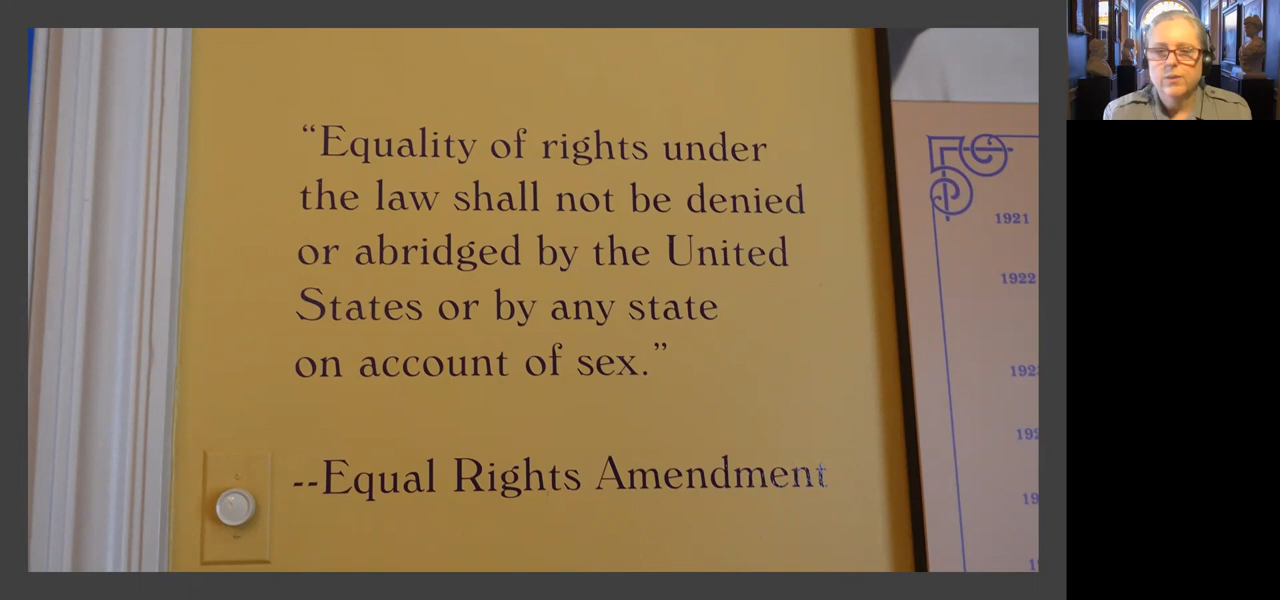 “Equality of rights under
the law shall not be denied
or abridged by the United
States or by any state
on account of sex.”
--Equal Rights Amendment
1921
1922